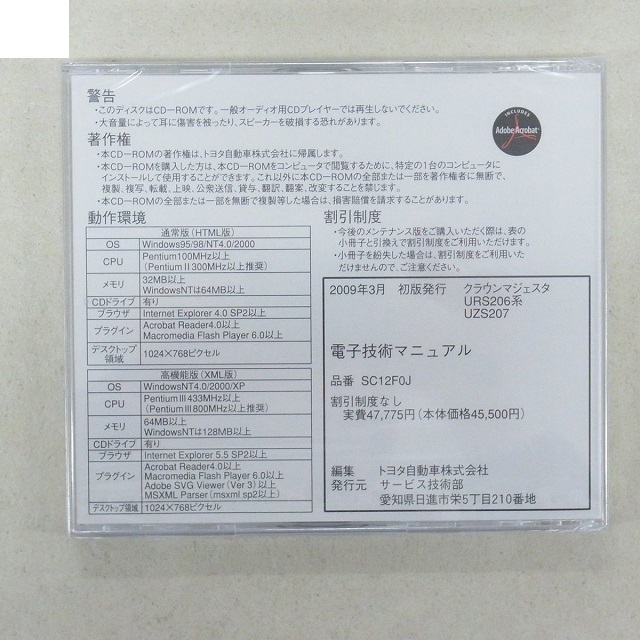 警告
・このディスクはCD－ROMです。一般オーディオ用CDプレイヤーでは再生しないでください。
・大音量によって耳に傷害を被ったり、スピーカーを破損する恐れがあります。
INCLUDES
Adobe Acrobat
著作権
・本CD－ROMの著作権は、トヨタ自動車株式会社に帰属します。
・本CD－ROMを購入した方は、本CD－ROMをコンピュータで閲覧するために、特定の1台のコンピュータに
インストールして使用することができます。これ以外に本CD－ROMの全部または一部を著作権者に無断で、
複製、複写、転載、上映、公衆送信、貸与、翻訳、翻案、改変することを禁じます。
・本CD－ROMの全部または一部を無断で複製等した場合は、損害賠償を請求することがあります。
動作環境
通常版（HTML版）
OS Windows95/98/NT4.0/2000
CPU Pentium100MHz以上
（PentiumⅡ300MHz以上推奨）
メモリ 32MB以上
WindowsNTは64MB以上
CDドライブ 有り
ブラウザ Internet Explorer 4.0 SP2以上
プラグイン Acrobat Reader4.0以上
Macromedia Flash Player 6.0以上
デスクトップ領域 1024×768ピクセル
高機能版（XML版）
OS WindowsNT4.0/2000/XP
CPU PentiumⅢ433MHz以上
（PentiumⅢ800MHz以上推奨）
メモリ 64MB以上
WindowsNTは128MB以上
CDドライブ 有り
ブラウザ Internet Explorer 5.5 SP2以上
プラグイン Acrobat Reader4.0以上
Macromedia Flash Player 6.0以上
Adobe SVG Viewer（Ver 3）以上
MSXML Parser（msxml sp2以上）
デスクトップ領域 1024×768ピクセル
割引制度
・今後のメンテナンス版をご購入いただく際は、表の
小冊子と引換えで割引制度をご利用いただけます。
・小冊子を紛失した場合は、割引制度をご利用いた
だけませんので、ご注意ください。
2009年3月 初版発行 クラウンマジェスタ
URS206系
UZS207
電子技術マニュアル
品番 SC12F0J
割引制度なし
実費47,775円（本体価格45,500円）
編集 トヨタ自動車株式会社
発行元 サービス技術部
愛知県日進市栄5丁目210番地